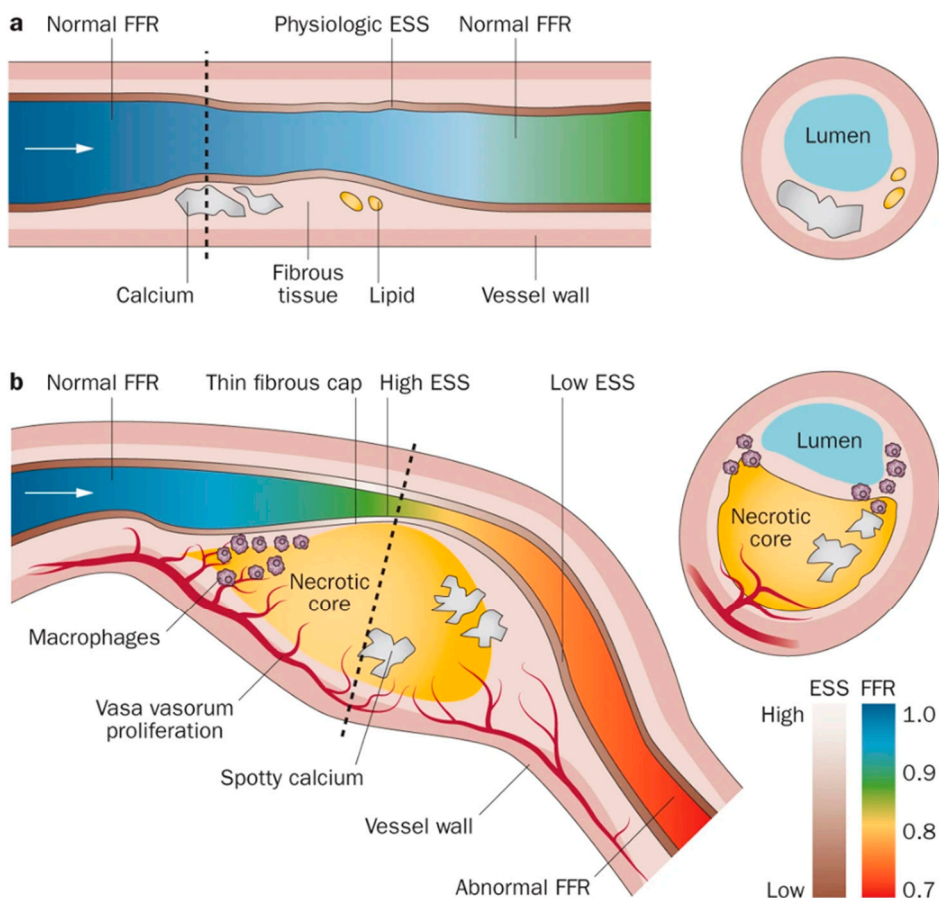 a
Normal FFR
Physiologic ESS
Normal FFR
Lumen
Calcium
Fibrous
tissue
Lipid
Vessel wall
b
Normal FFR
Thin fibrous cap
High ESS
Low ESS
Lumen
Necrotic
core
Necrotic
core
Macrophages
Vasa vasorum
proliferation
Spotty calcium
Vessel wall
Abnormal FFR
ESS
FFR
High
Low
1.0
0.9
0.8
0.7